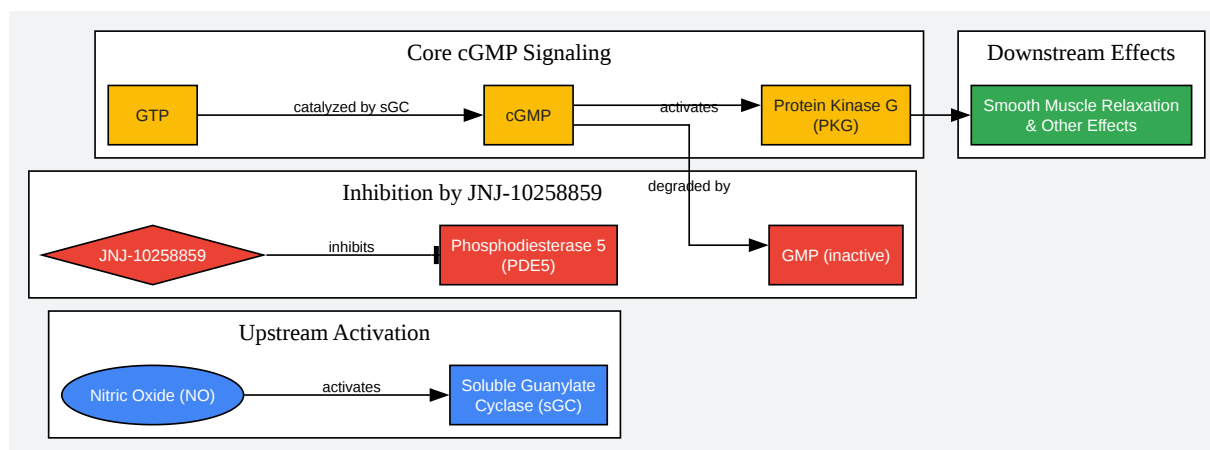 Core cGMP Signaling
Downstream Effects
GTP
catalyzed by sGC
cGMP
activates
Protein Kinase G
(PKG)
Smooth Muscle Relaxation
& Other Effects
degraded by
Inhibition by JNJ-10258859
JNJ-10258859
inhibits
Phosphodiesterase 5
(PDE5)
GMP (inactive)
Upstream Activation
Nitric Oxide (NO)
activates
Soluble Guanylate
Cyclase (sGC)